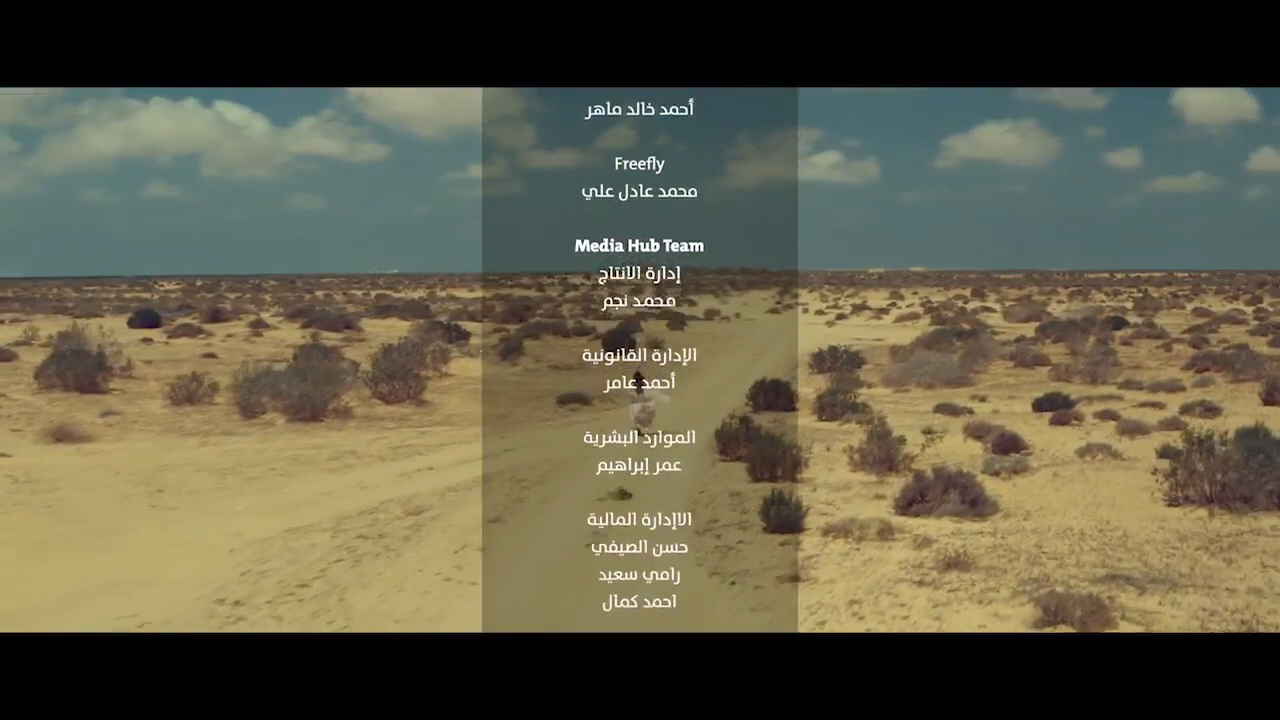 أحمد خالد ماهر
Freefly
محمد عادل علي
Media Hub Team
إدارة الانتاج
محمد نجم
الإدارة القانونية
أحمد عامر
الموارد البشرية
عمر إبراهيم
الاإدارة المالية
حسن الصيفي
رامي سعيد
احمد كمال